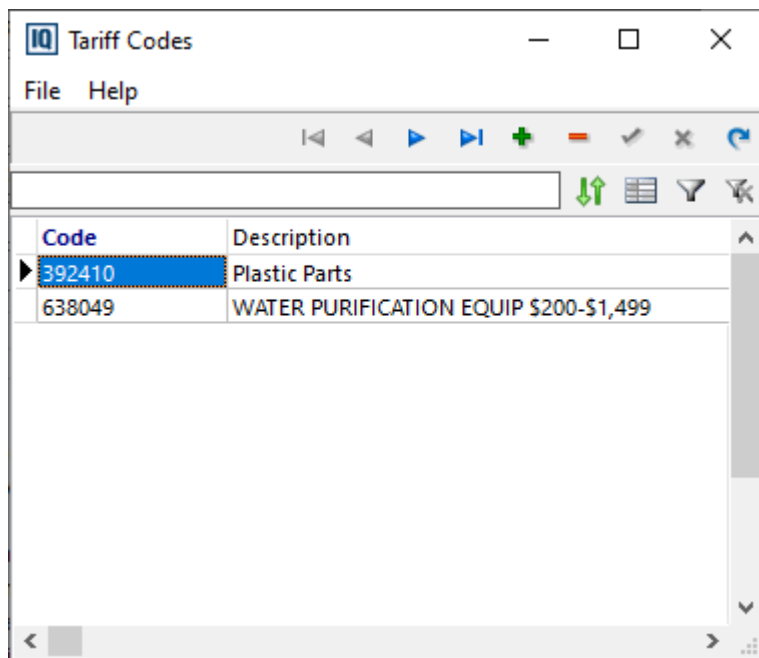 IQ Tariff Codes
File Help
Code Description
392410 Plastic Parts
638049 WATER PURIFICATION EQUIP $200-$1,499